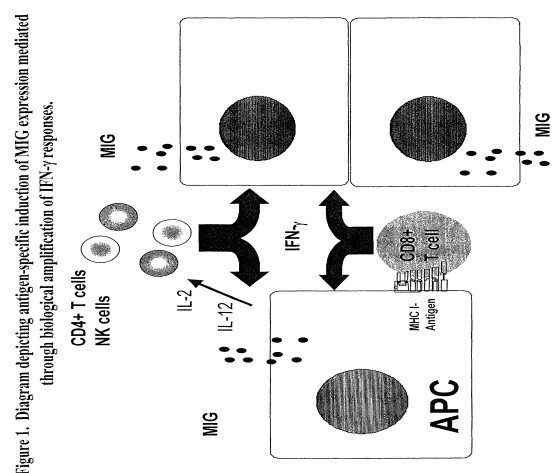 Figure 1. Diagram depicting antigen-specific induction of MIG expression mediated
through biological amplification of IFN-γ responses.
CD4+ T cells
NK cells
MIG
MIG
MIG
IL-2
IL-12
IFN-γ
CD8+
T cell
MHC I-
Antigen
APC